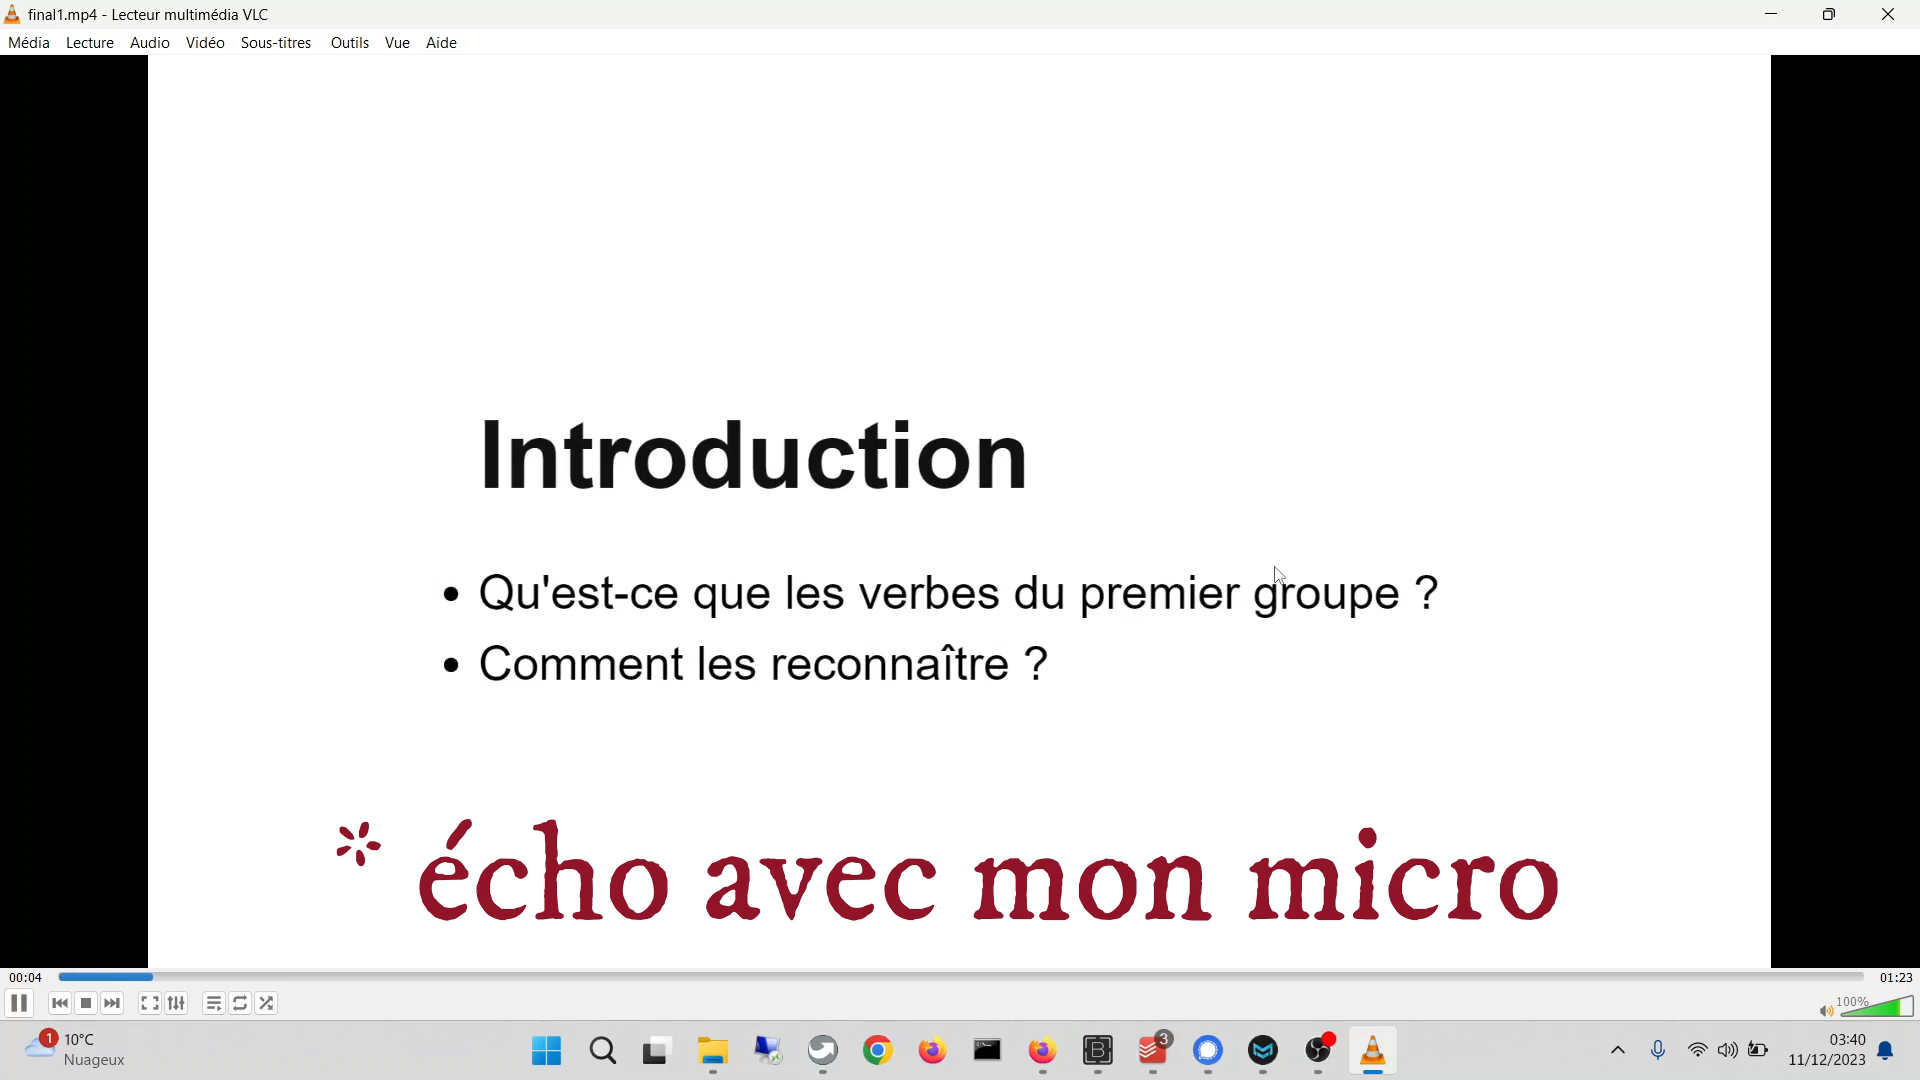 final1.mp4 - Lecteur multimédia VLC
Média Lecture Audio Vidéo Sous-titres Outils Vue Aide
Introduction
• Qu'est-ce que les verbes du premier groupe ?
• Comment les reconnaître ?
* écho avec mon micro
00:04 01:23
100%
1 10°C
Nuageux
3
03:40
11/12/2023